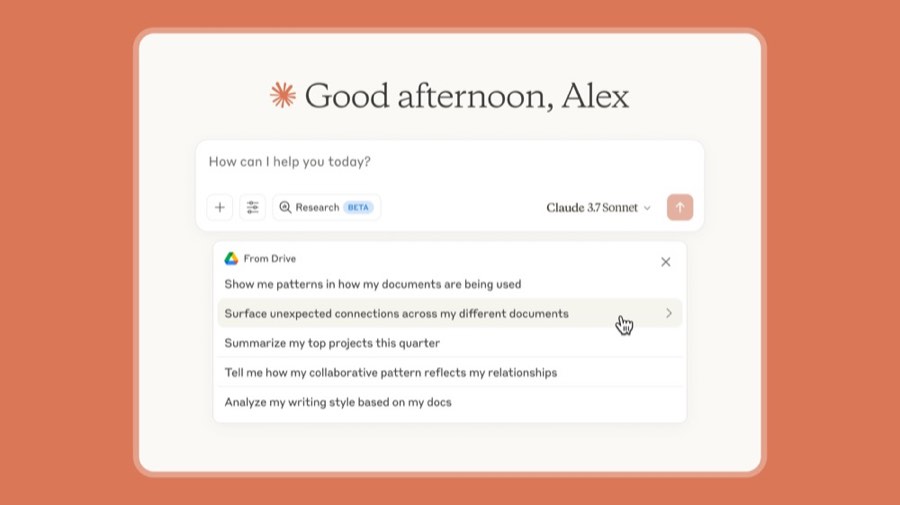 Good afternoon, Alex
How can I help you today?
Research BETA
Claude 3.7 Sonnet
From Drive
Show me patterns in how my documents are being used
Surface unexpected connections across my different documents
Summarize my top projects this quarter
Tell me how my collaborative pattern reflects my relationships
Analyze my writing style based on my docs